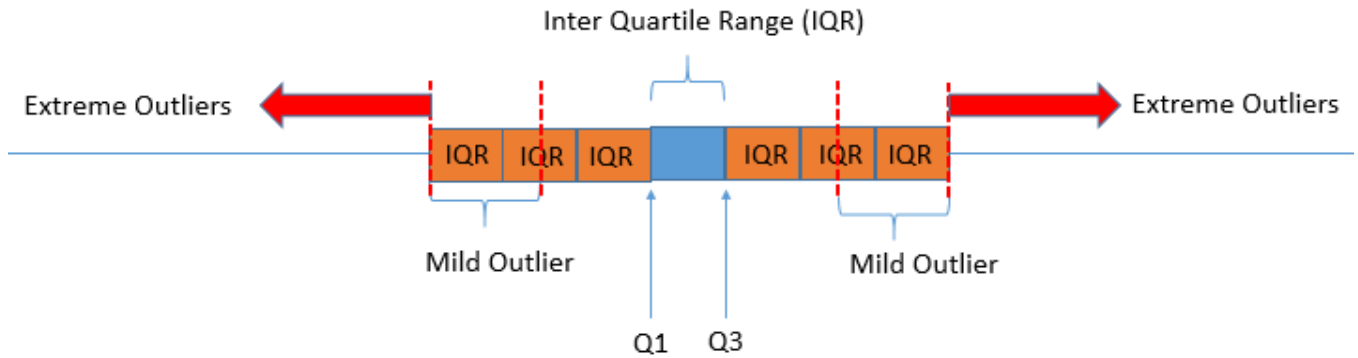 Inter Quartile Range (IQR)
Extreme Outliers
Extreme Outliers
IQR IQR IQR IQR IQR IQR
Mild Outlier
Mild Outlier
Q1 Q3